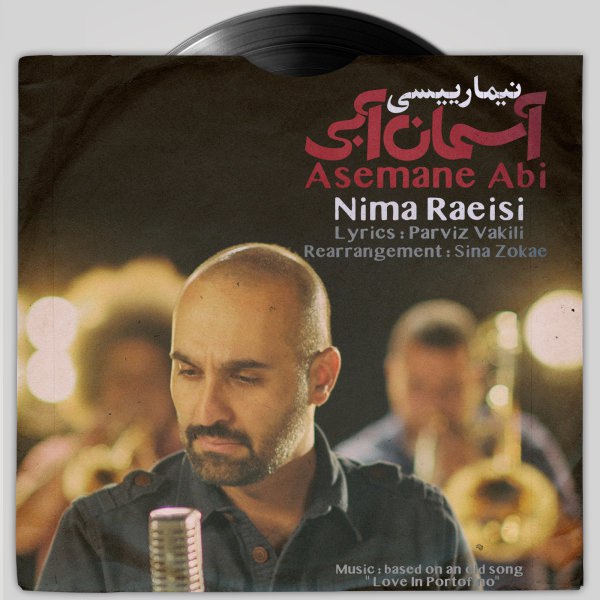 نیما رییسی
آسمان آبی
Asemane Abi
Nima Raeisi
Lyrics : Parviz Vakili
Rearrangement : Sina Zokae
Music : based on an old song
"Love In Portofino"